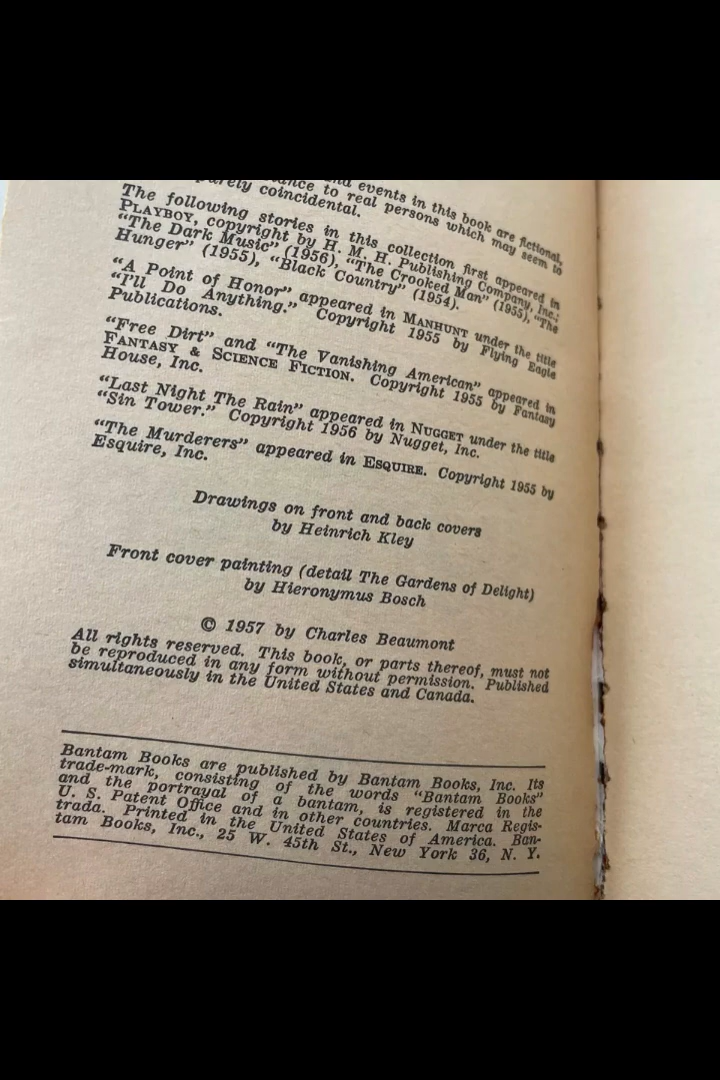 and events in this book are fictional,
to real persons which may seem to
purely coincidental.
The following stories in this collection first appeared in
PLAYBOY, copyright by H. M. H. Publishing Company, Inc.:
"The Dark Music" (1956), "The Crooked Man" (1955), "The
Hunger" (1955), "Black Country" (1954).
"A Point of Honor" appeared in MANHUNT under the title
"I'll Do Anything." Copyright 1955 by Flying Eagle
Publications.
"Free Dirt" and "The Vanishing American" appeared in
FANTASY & SCIENCE FICTION. Copyright 1955 by Fantasy
House, Inc.
"Last Night The Rain" appeared in NUGGET under the title
"Sin Tower." Copyright 1956 by Nugget, Inc.
"The Murderers" appeared in ESQUIRE. Copyright 1955 by
Esquire, Inc.
Drawings on front and back covers
by Heinrich Kley
Front cover painting (detail The Gardens of Delight)
by Hieronymus Bosch
© 1957 by Charles Beaumont
All rights reserved. This book, or parts thereof, must not
be reproduced in any form without permission. Published
simultaneously in the United States and Canada.
Bantam Books are published by Bantam Books, Inc. Its
trade-mark, consisting of the words "Bantam Books"
and the portrayal of a bantam, is registered in the
U. S. Patent Office and in other countries. Marca Regis-
trada. Printed in the United States of America. Ban-
tam Books, Inc., 25 W. 45th St., New York 36, N. Y.